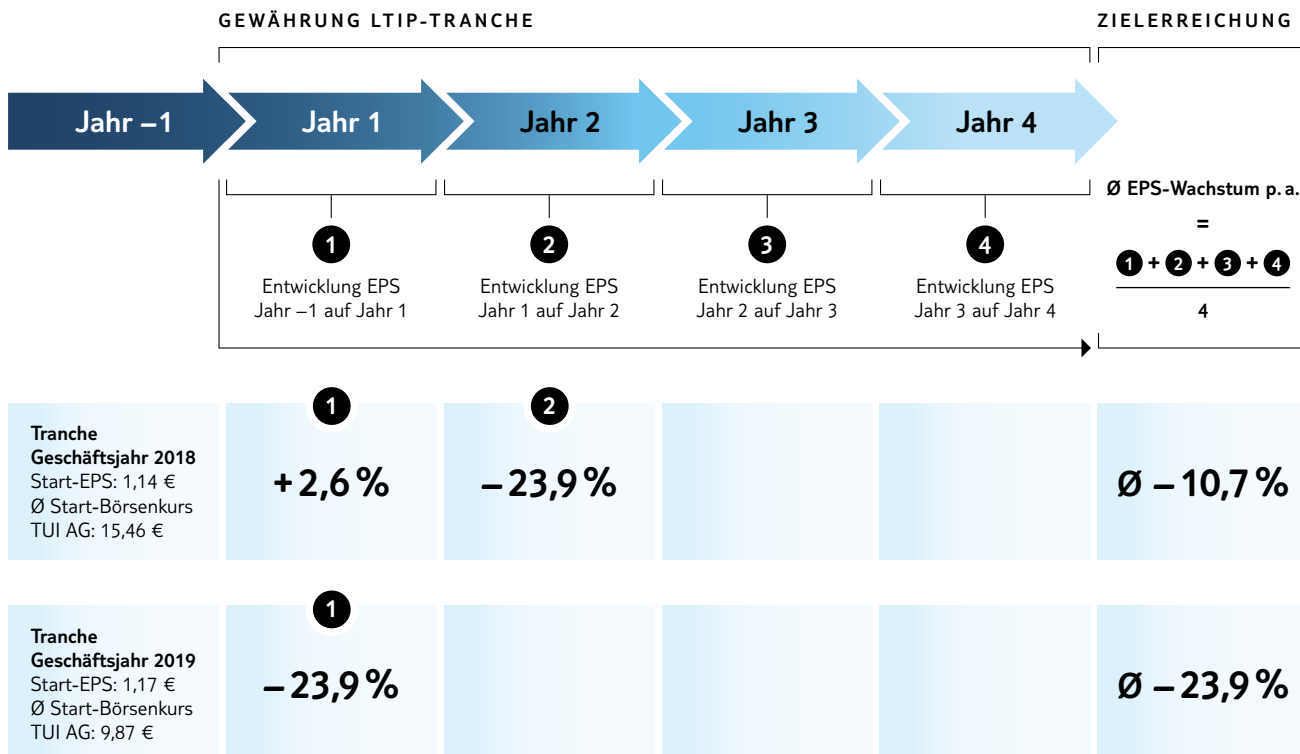 GEWÄHRUNG LTIP-TRANCHE
ZIELERREICHUNG
Jahr –1
Jahr 1
Jahr 2
Jahr 3
Jahr 4
1
Entwicklung EPS
Jahr –1 auf Jahr 1
2
Entwicklung EPS
Jahr 1 auf Jahr 2
3
Entwicklung EPS
Jahr 2 auf Jahr 3
4
Entwicklung EPS
Jahr 3 auf Jahr 4
Ø EPS-Wachstum p. a.
=
1 + 2 + 3 + 4
4
Tranche
Geschäftsjahr 2018
Start-EPS: 1,14 €
Ø Start-Börsenkurs
TUI AG: 15,46 €
1
+ 2,6 %
2
– 23,9 %
Ø – 10,7 %
Tranche
Geschäftsjahr 2019
Start-EPS: 1,17 €
Ø Start-Börsenkurs
TUI AG: 9,87 €
1
– 23,9 %
Ø – 23,9 %